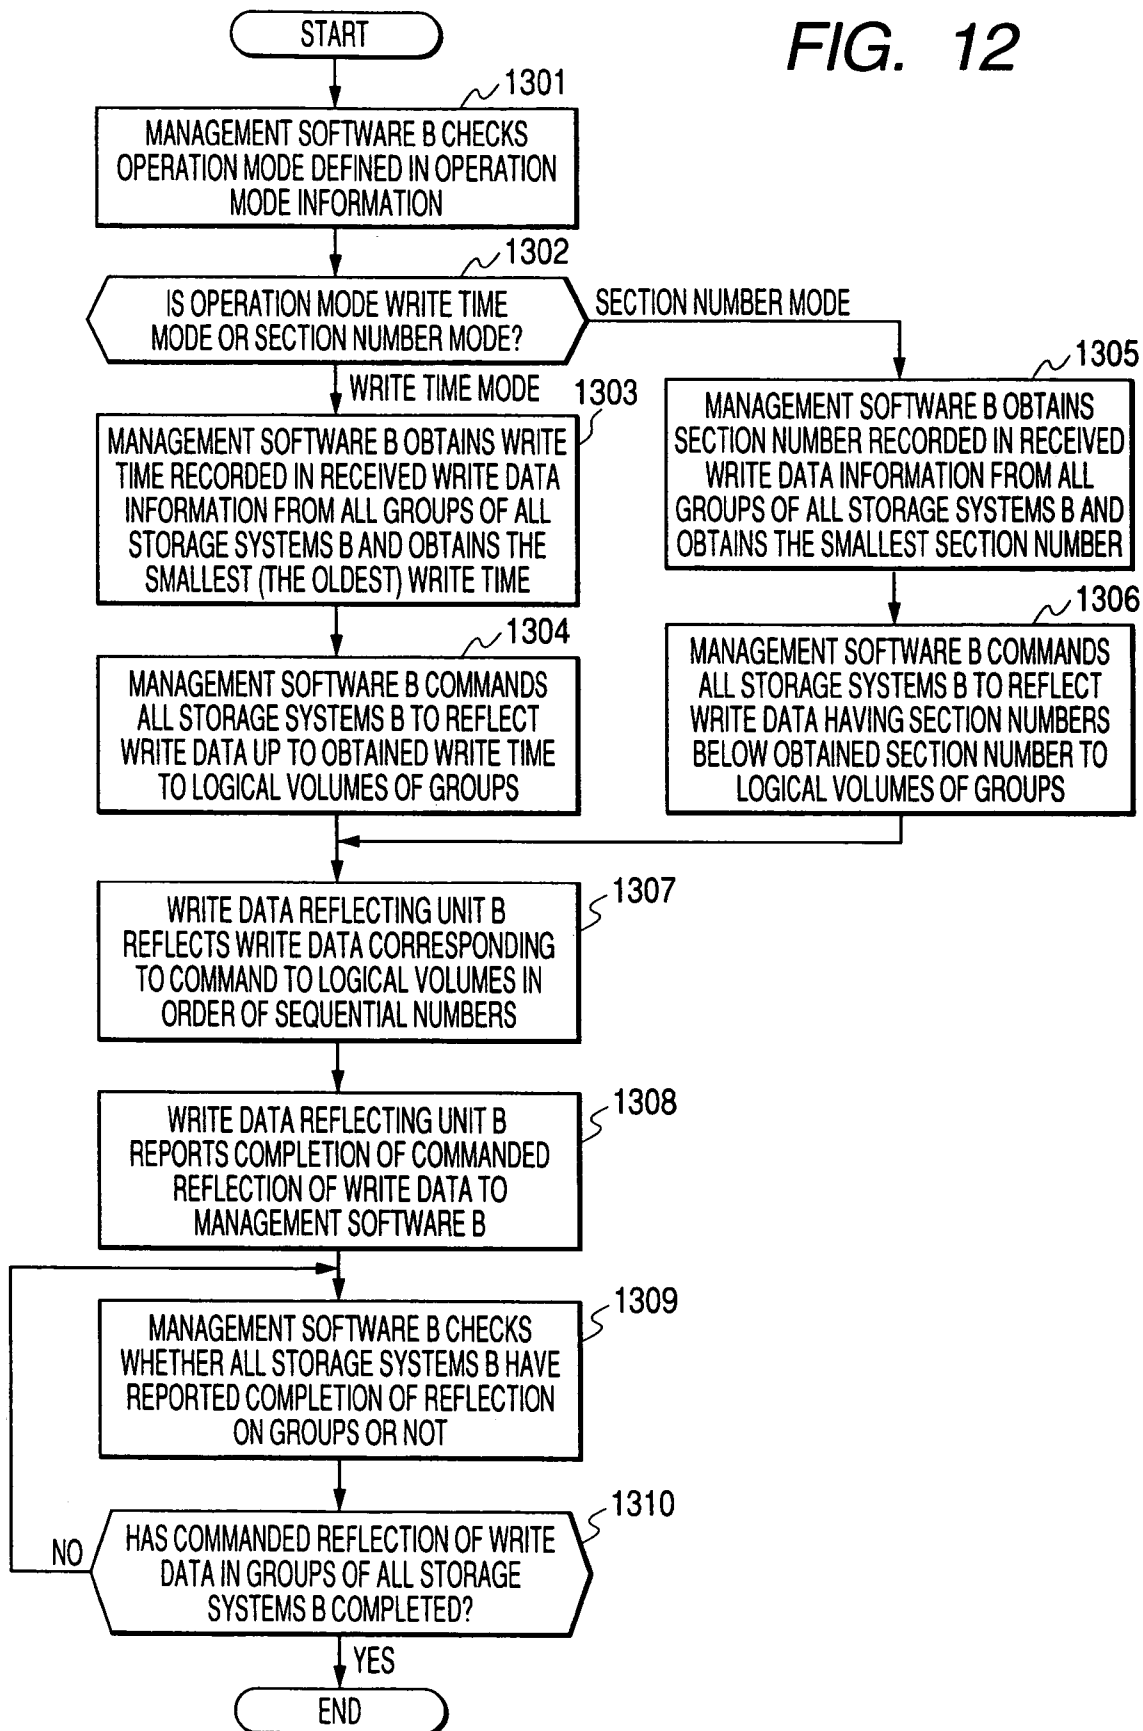 FIG. 12
START
1301
MANAGEMENT SOFTWARE B CHECKS
OPERATION MODE DEFINED IN OPERATION
MODE INFORMATION
1302
IS OPERATION MODE WRITE TIME
MODE OR SECTION NUMBER MODE?
SECTION NUMBER MODE
WRITE TIME MODE
1303
MANAGEMENT SOFTWARE B OBTAINS WRITE
TIME RECORDED IN RECEIVED WRITE DATA
INFORMATION FROM ALL GROUPS OF ALL
STORAGE SYSTEMS B AND OBTAINS THE
SMALLEST (THE OLDEST) WRITE TIME
1304
MANAGEMENT SOFTWARE B COMMANDS
ALL STORAGE SYSTEMS B TO REFLECT
WRITE DATA UP TO OBTAINED WRITE TIME
TO LOGICAL VOLUMES OF GROUPS
1305
MANAGEMENT SOFTWARE B OBTAINS
SECTION NUMBER RECORDED IN RECEIVED
WRITE DATA INFORMATION FROM ALL
GROUPS OF ALL STORAGE SYSTEMS B AND
OBTAINS THE SMALLEST SECTION NUMBER
1306
MANAGEMENT SOFTWARE B COMMANDS
ALL STORAGE SYSTEMS B TO REFLECT
WRITE DATA HAVING SECTION NUMBERS
BELOW OBTAINED SECTION NUMBER TO
LOGICAL VOLUMES OF GROUPS
1307
WRITE DATA REFLECTING UNIT B
REFLECTS WRITE DATA CORRESPONDING
TO COMMAND TO LOGICAL VOLUMES IN
ORDER OF SEQUENTIAL NUMBERS
1308
WRITE DATA REFLECTING UNIT B
REPORTS COMPLETION OF COMMANDED
REFLECTION OF WRITE DATA TO
MANAGEMENT SOFTWARE B
1309
MANAGEMENT SOFTWARE B CHECKS
WHETHER ALL STORAGE SYSTEMS B HAVE
REPORTED COMPLETION OF REFLECTION
ON GROUPS OR NOT
1310
HAS COMMANDED REFLECTION OF WRITE
DATA IN GROUPS OF ALL STORAGE
SYSTEMS B COMPLETED?
NO
YES
END